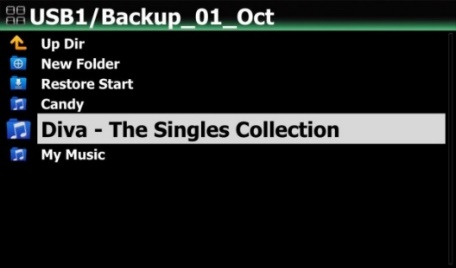 USB1/Backup_01_Oct
Up Dir
New Folder
Restore Start
Candy
Diva - The Singles Collection
My Music